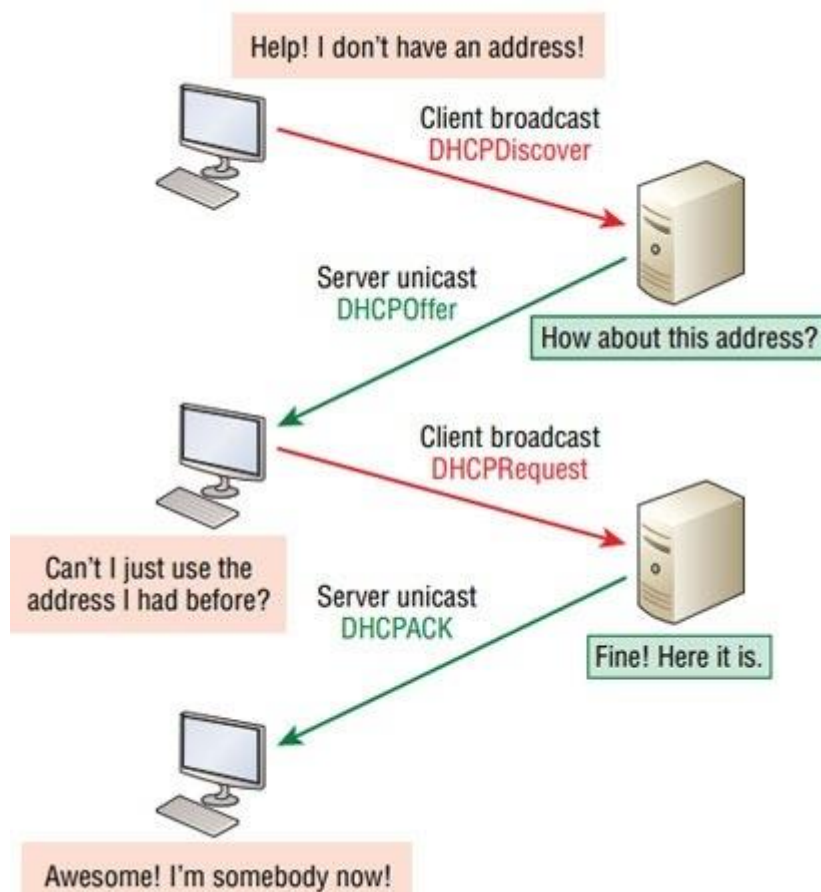 Help! I don't have an address!
Client broadcast
DHCPDiscover
Server unicast
DHCPOffer
How about this address?
Client broadcast
DHCPRequest
Can't I just use the
address I had before?
Server unicast
DHCPACK
Fine! Here it is.
Awesome! I'm somebody now!